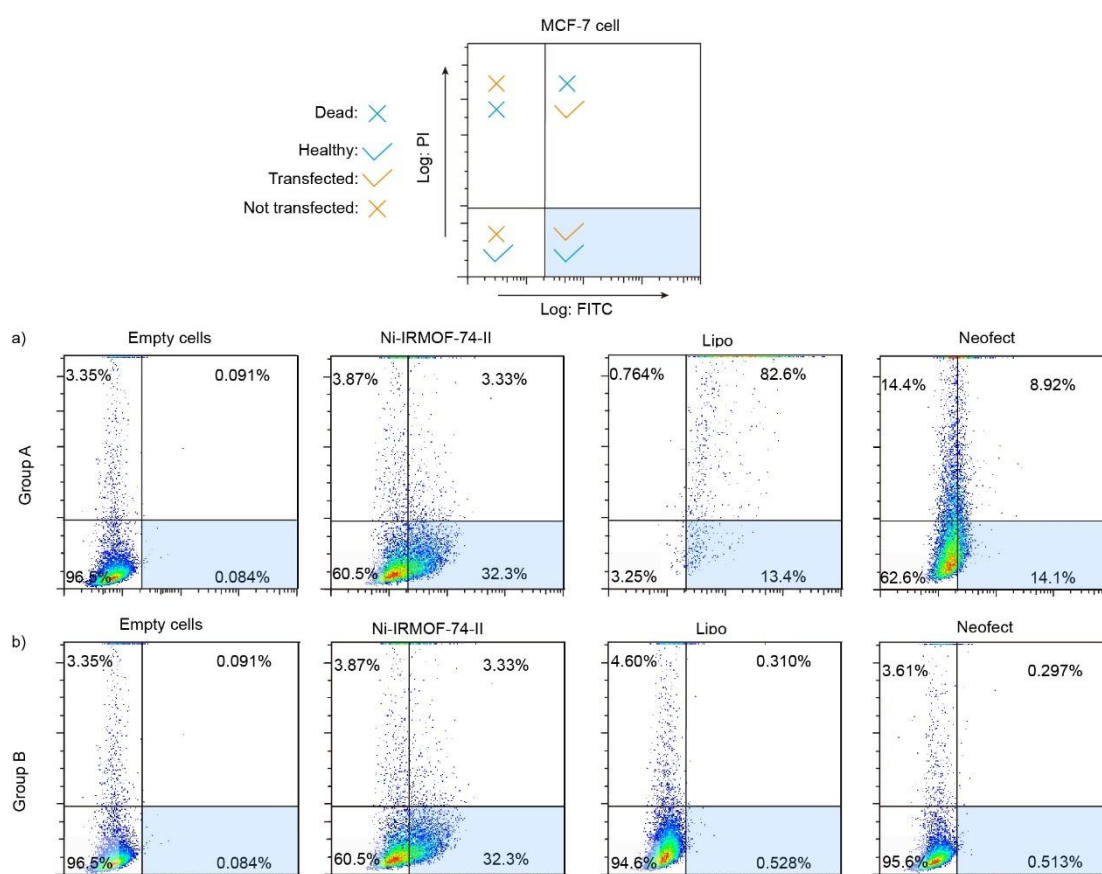 MCF-7 cell
Dead:
Healthy:
Transfected:
Not transfected:
Log: PI
Log: FITC
a)
Empty cells
Ni-IRMOF-74-II
Lipo
Neofect
Group A
3.35%
0.091%
3.87%
3.33%
0.764%
82.6%
14.4%
8.92%
96.5%
0.084%
60.5%
32.3%
3.25%
13.4%
62.6%
14.1%
b)
Empty cells
Ni-IRMOF-74-II
Lipo
Neofect
Group B
3.35%
0.091%
3.87%
3.33%
4.60%
0.310%
3.61%
0.297%
96.5%
0.084%
60.5%
32.3%
94.6%
0.528%
95.6%
0.513%